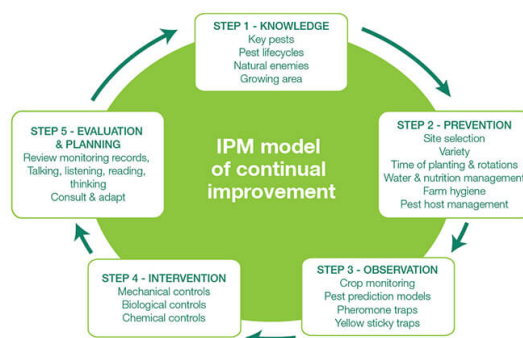 STEP 1 - KNOWLEDGE
Key pests
Pest lifecycles
Natural enemies
Growing area
STEP 2 - PREVENTION
Site selection
Variety
Time of planting & rotations
Water & nutrition management
Farm hygiene
Pest host management
STEP 3 - OBSERVATION
Crop monitoring
Pest prediction models
Pheromone traps
Yellow sticky traps
STEP 4 - INTERVENTION
Mechanical controls
Biological controls
Chemical controls
STEP 5 - EVALUATION
& PLANNING
Review monitoring records,
Talking, listening, reading,
thinking
Consult & adapt
IPM model
of continual
improvement